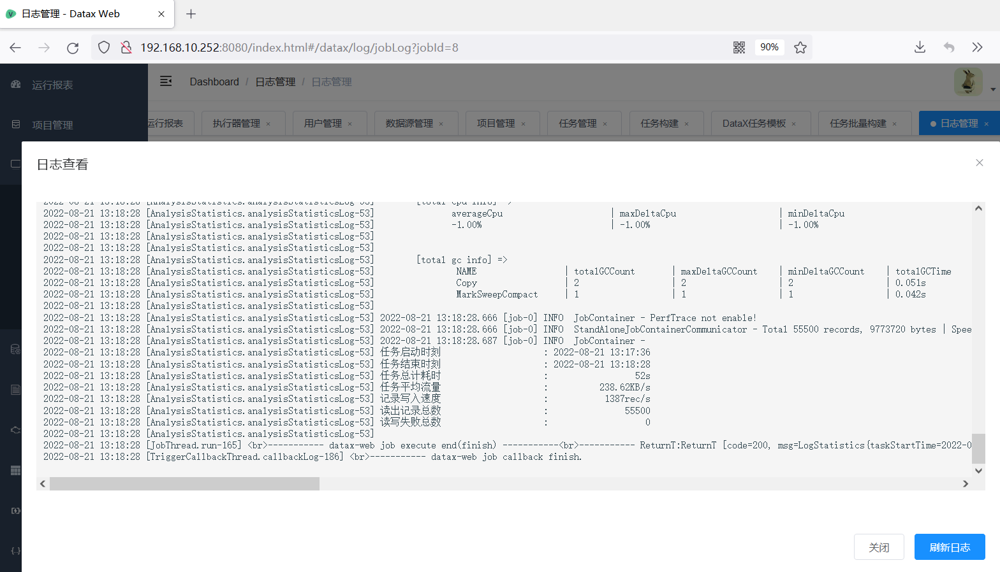 日志管理 - Datax Web
192.168.10.252:8080/index.html#/datax/log/jobLog?jobId=8
90%
运行报表
Dashboard / 日志管理 / 日志管理
项目管理
运行报表
执行器管理 ×
用户管理 ×
数据源管理 ×
项目管理 ×
任务管理 ×
任务构建 ×
DataX任务模板 ×
任务批量构建 ×
日志管理 ×
日志查看
2022-08-21 13:18:28 [AnalysisStatistics.analysisStatisticsLog-53] [total cpu info] =>
2022-08-21 13:18:28 [AnalysisStatistics.analysisStatisticsLog-53] averageCpu | maxDeltaCpu | minDeltaCpu
2022-08-21 13:18:28 [AnalysisStatistics.analysisStatisticsLog-53] -1.00% | -1.00% | -1.00%
2022-08-21 13:18:28 [AnalysisStatistics.analysisStatisticsLog-53]
2022-08-21 13:18:28 [AnalysisStatistics.analysisStatisticsLog-53]
2022-08-21 13:18:28 [AnalysisStatistics.analysisStatisticsLog-53] [total gc info] =>
2022-08-21 13:18:28 [AnalysisStatistics.analysisStatisticsLog-53] NAME | totalGCCount | maxDeltaGCCount | minDeltaGCCount | totalGCTime
2022-08-21 13:18:28 [AnalysisStatistics.analysisStatisticsLog-53] Copy | 2 | 2 | 2 | 0.051s
2022-08-21 13:18:28 [AnalysisStatistics.analysisStatisticsLog-53] MarkSweepCompact | 1 | 1 | 1 | 0.042s
2022-08-21 13:18:28 [AnalysisStatistics.analysisStatisticsLog-53]
2022-08-21 13:18:28 [AnalysisStatistics.analysisStatisticsLog-53] 2022-08-21 13:18:28.666 [job-0] INFO JobContainer - PerfTrace not enable!
2022-08-21 13:18:28 [AnalysisStatistics.analysisStatisticsLog-53] 2022-08-21 13:18:28.666 [job-0] INFO StandAloneJobContainerCommunicator - Total 55500 records, 9773720 bytes | Spee
2022-08-21 13:18:28 [AnalysisStatistics.analysisStatisticsLog-53] 2022-08-21 13:18:28.687 [job-0] INFO JobContainer -
2022-08-21 13:18:28 [AnalysisStatistics.analysisStatisticsLog-53] 任务启动时刻 : 2022-08-21 13:17:36
2022-08-21 13:18:28 [AnalysisStatistics.analysisStatisticsLog-53] 任务结束时刻 : 2022-08-21 13:18:28
2022-08-21 13:18:28 [AnalysisStatistics.analysisStatisticsLog-53] 任务总计耗时 : 52s
2022-08-21 13:18:28 [AnalysisStatistics.analysisStatisticsLog-53] 任务平均流量 : 238.62KB/s
2022-08-21 13:18:28 [AnalysisStatistics.analysisStatisticsLog-53] 记录写入速度 : 1387rec/s
2022-08-21 13:18:28 [AnalysisStatistics.analysisStatisticsLog-53] 读出记录总数 : 55500
2022-08-21 13:18:28 [AnalysisStatistics.analysisStatisticsLog-53] 读写失败总数 : 0
2022-08-21 13:18:28 [AnalysisStatistics.analysisStatisticsLog-53]
2022-08-21 13:18:28 [JobThread.run-165] <br>----------- datax-web job execute end(finish) -----------<br>----------- ReturnT:ReturnT [code=200, msg=LogStatistics{taskStartTime=2022-0
2022-08-21 13:18:28 [TriggerCallbackThread.callbackLog-186] <br>----------- datax-web job callback finish.
关闭
刷新日志